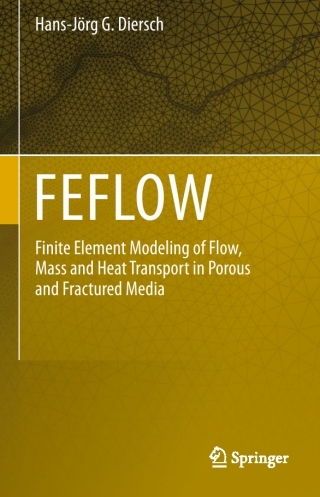 Hans-Jörg G. Diersch
FEFLOW
Finite Element Modeling of Flow,
Mass and Heat Transport in Porous
and Fractured Media
Springer